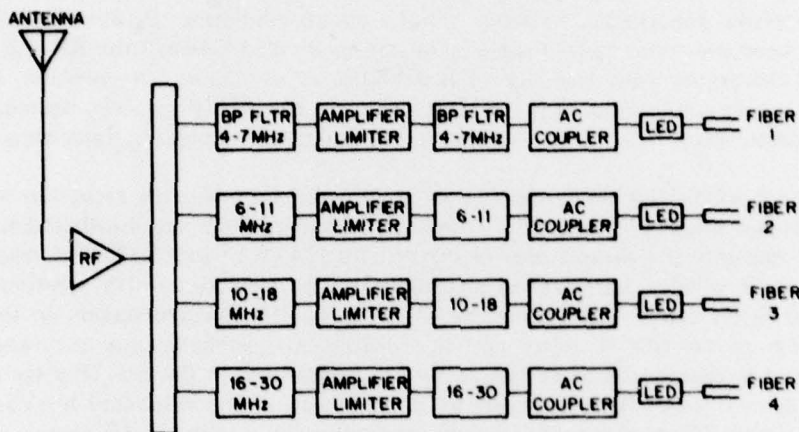 ANTENNA
BP FLTR
4-7MHz
AMPLIFIER
LIMITER
BP FLTR
4-7MHz
AC
COUPLER
LED
FIBER
1
6-11
MHz
AMPLIFIER
LIMITER
6-11
AC
COUPLER
LED
FIBER
2
RF
10-18
MHz
AMPLIFIER
LIMITER
10-18
AC
COUPLER
LED
FIBER
3
16-30
MHz
AMPLIFIER
LIMITER
16-30
AC
COUPLER
LED
FIBER
4